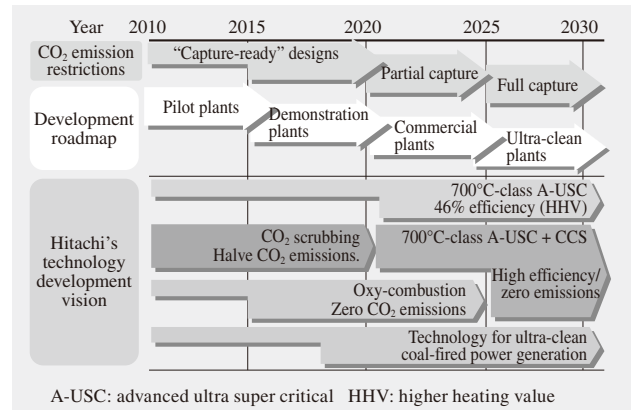 Year 2010 2015 2020 2025 2030
CO₂ emission
restrictions
“Capture-ready” designs
Partial capture
Full capture
Development
roadmap
Pilot plants
Demonstration
plants
Commercial
plants
Ultra-clean
plants
Hitachi’s
technology
development
vision
700°C-class A-USC
46% efficiency (HHV)
CO₂ scrubbing
Halve CO₂ emissions.
700°C-class A-USC + CCS
High efficiency/
zero emissions
Oxy-combustion
Zero CO₂ emissions
Technology for ultra-clean
coal-fired power generation
A-USC: advanced ultra super critical HHV: higher heating value